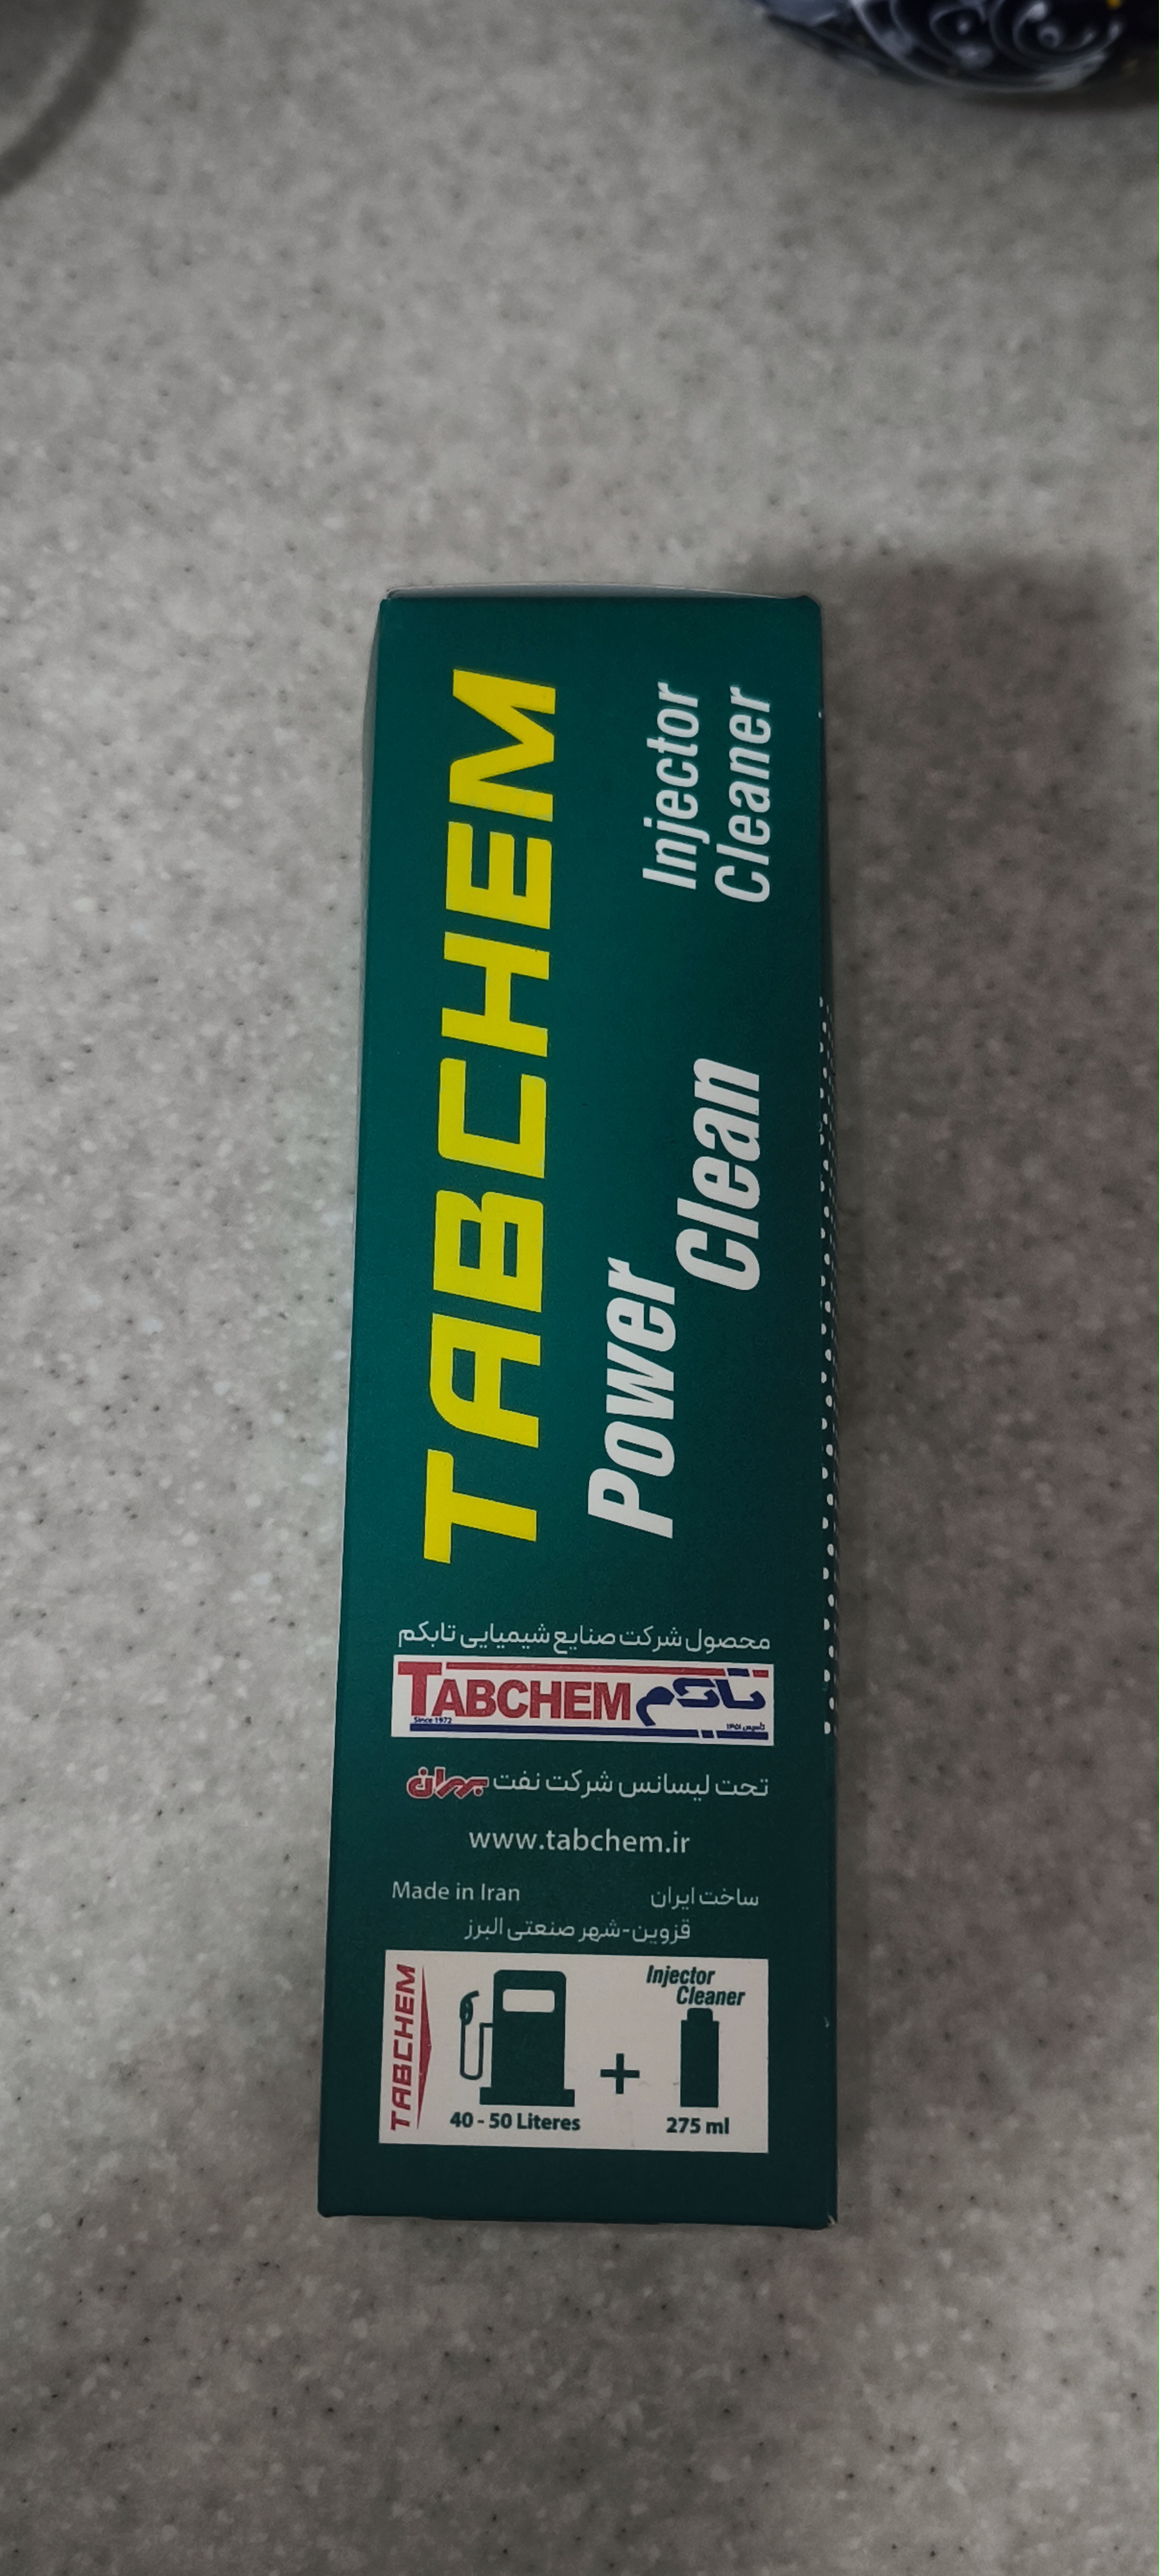 TABCHEM
Injector
Cleaner
Power
Clean
محصول شرکت صنایع شیمیایی تابکم
TABCHEM تابکم
Since 1972 تأسیس ۱۳۵۱
تحت لیسانس شرکت نفت بهران
www.tabchem.ir
Made in Iran ساخت ایران
قزوین-شهر صنعتی البرز
TABCHEM
Injector
Cleaner
+
40 - 50 Literes 275 ml